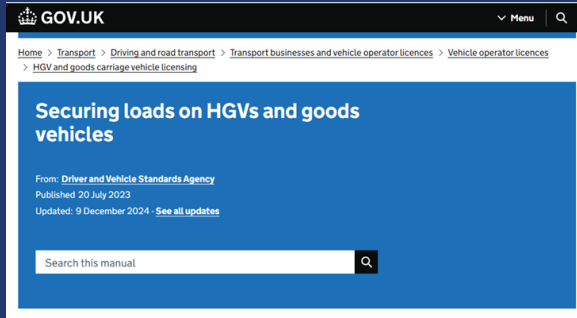 GOV.UK
Menu
Home > Transport > Driving and road transport > Transport businesses and vehicle operator licences > Vehicle operator licences
> HGV and goods carriage vehicle licensing
Securing loads on HGVs and goods
vehicles
From: Driver and Vehicle Standards Agency
Published 20 July 2023
Updated: 9 December 2024 - See all updates
Search this manual